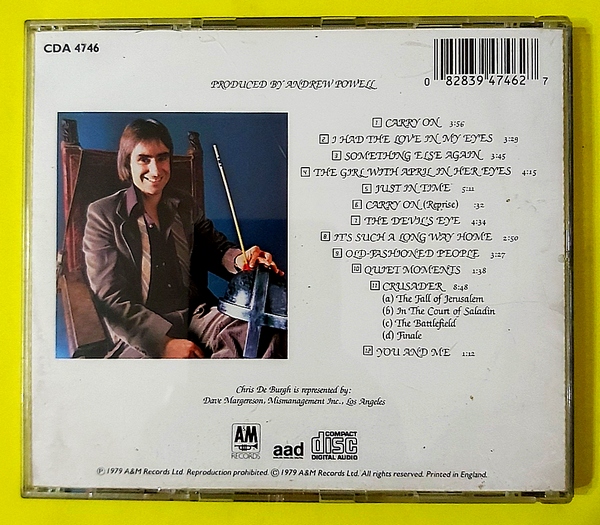 CDA 4746
0 82839 47462 7
PRODUCED BY ANDREW POWELL
1 CARRY ON 3:56
2 I HAD THE LOVE IN MY EYES 3:29
3 SOMETHING ELSE AGAIN 3:45
4 THE GIRL WITH APRIL IN HER EYES 4:15
5 JUST IN TIME 5:11
6 CARRY ON (Reprise) :32
7 THE DEVIL'S EYE 4:34
8 IT'S SUCH A LONG WAY HOME 2:50
9 OLD-FASHIONED PEOPLE 3:27
10 QUIET MOMENTS 1:38
11 CRUSADER 8:48
(a) The Fall of Jerusalem
(b) In The Court of Saladin
(c) The Battlefield
(d) Finale
12 YOU AND ME 1:12
Chris De Burgh is represented by:
Dave Margereson, Mismanagement Inc., Los Angeles
A&M
RECORDS
aad
COMPACT
disc
DIGITAL AUDIO
℗ 1979 A&M Records Ltd. Reproduction prohibited. © 1979 A&M Records Ltd. All rights reserved. Printed in England.